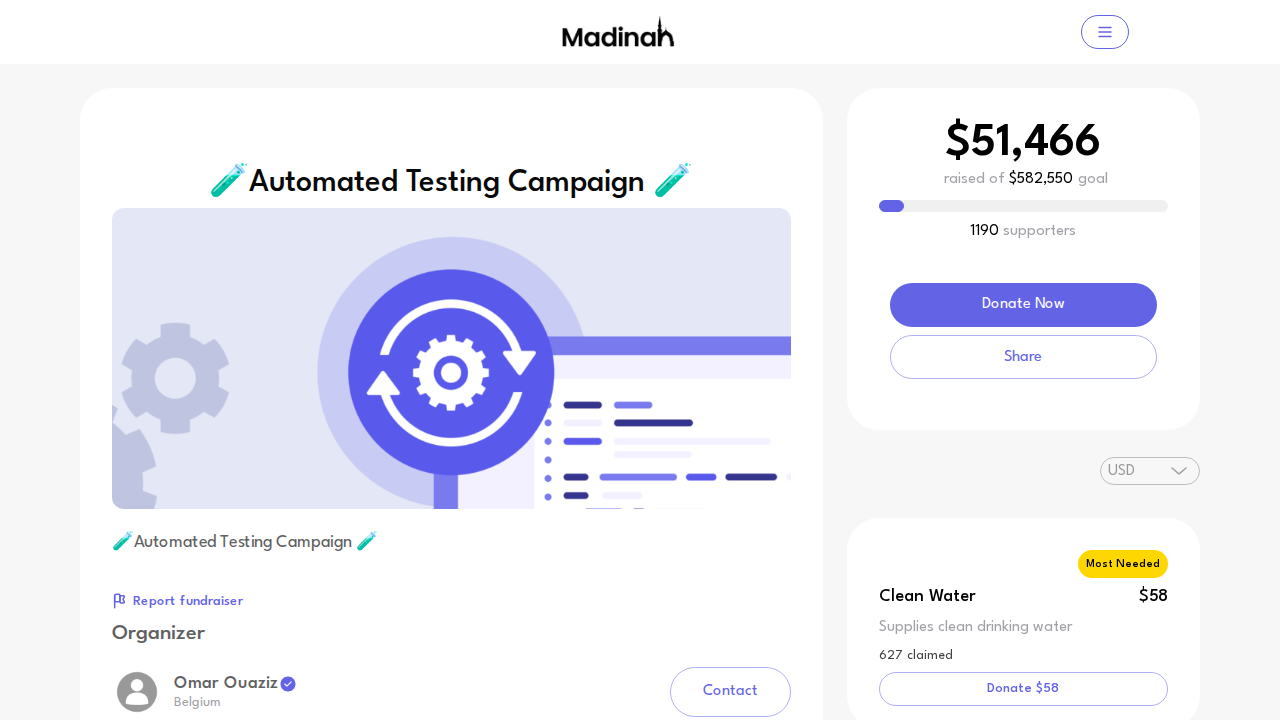 Madinah
🧪Automated Testing Campaign 🧪
🧪Automated Testing Campaign 🧪
Report fundraiser
Organizer
Omar Ouaziz
Belgium
Contact
$51,466
raised of $582,550 goal
1190 supporters
Donate Now
Share
USD
Most Needed
Clean Water $58
Supplies clean drinking water
627 claimed
Donate $58